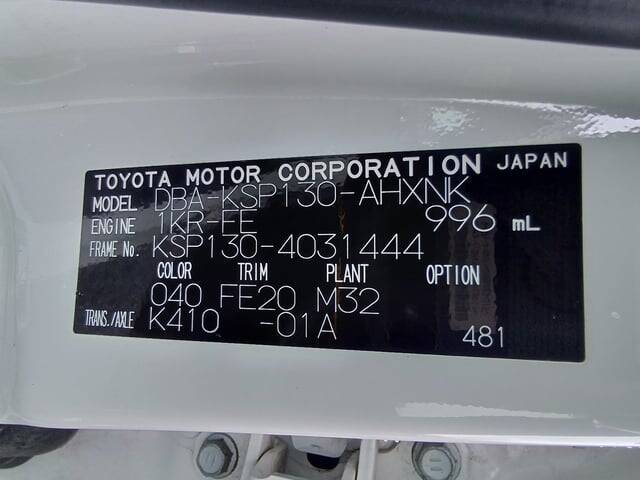 TOYOTA MOTOR CORPORATION JAPAN
MODEL DBA-KSP130-AHXNK
ENGINE 1KR-FE 996 mL
FRAME No. KSP130-4031444
COLOR TRIM PLANT OPTION
040 FE20 M32
TRANS./AXLE K410 -01A
481